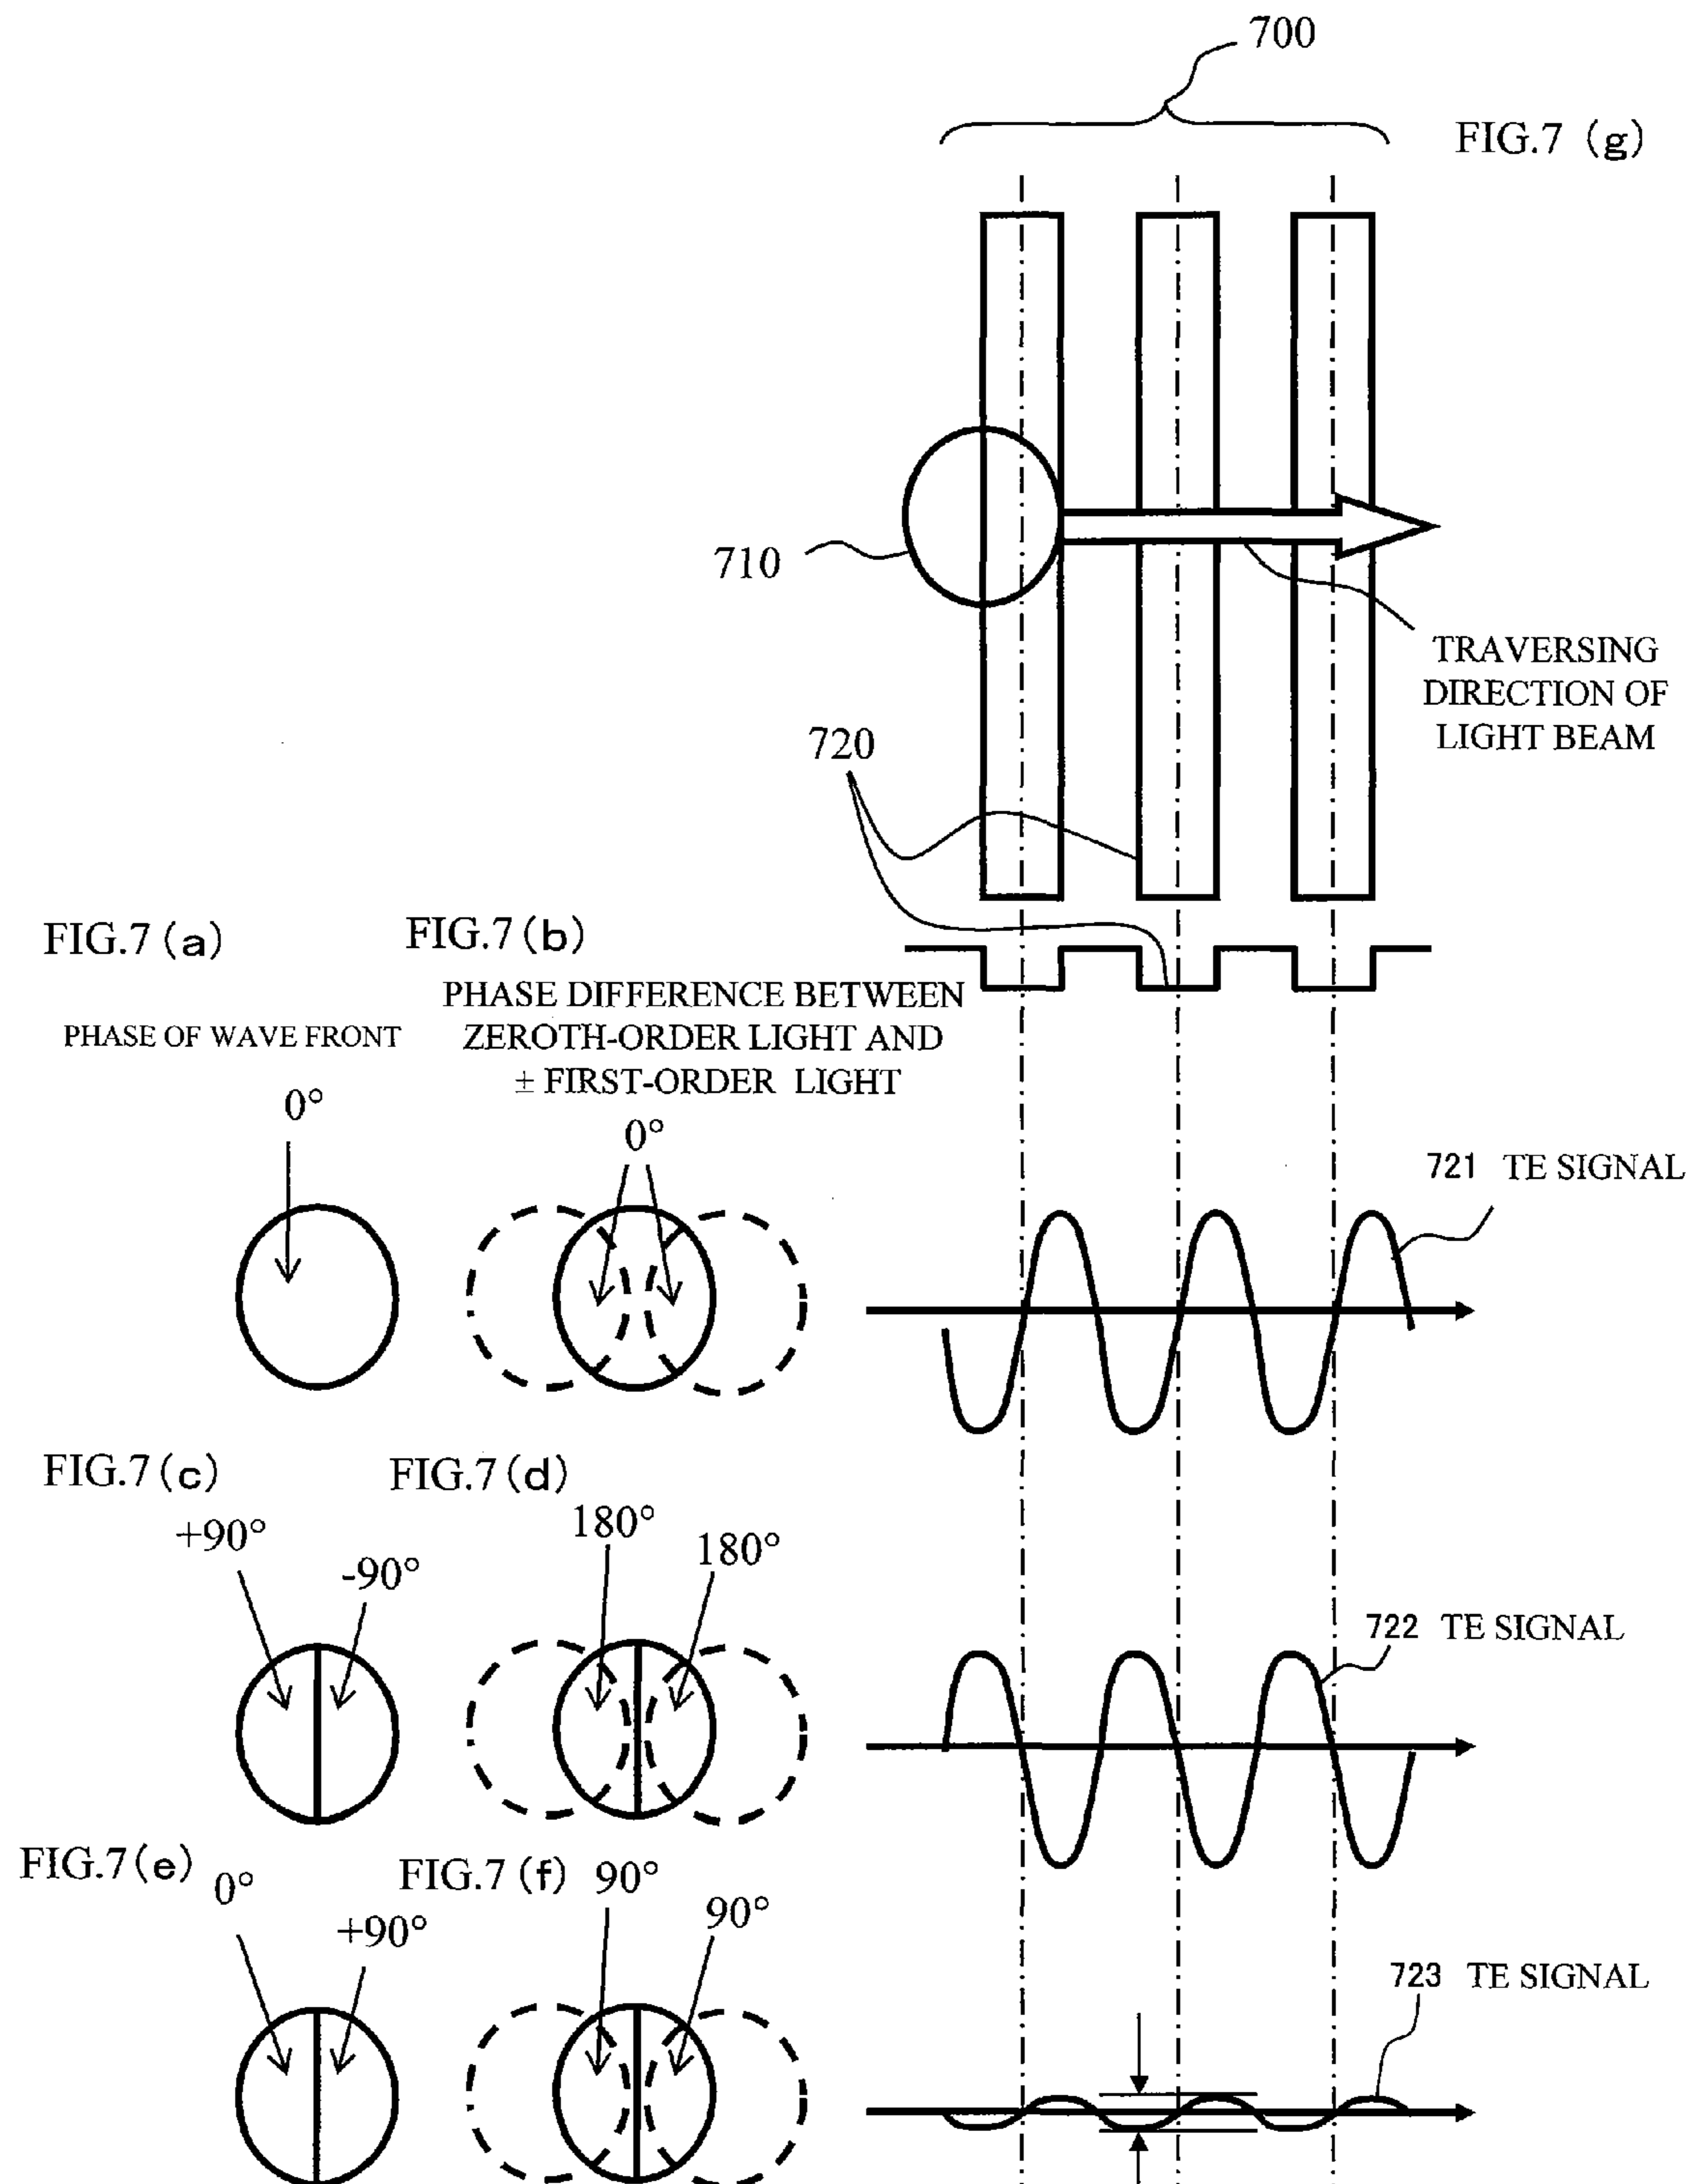 700
FIG.7 (g)
710
TRAVERSING
DIRECTION OF
LIGHT BEAM
720
FIG.7 (a)
FIG.7 (b)
PHASE OF WAVE FRONT
PHASE DIFFERENCE BETWEEN
ZEROTH-ORDER LIGHT AND
± FIRST-ORDER LIGHT
0°
0°
721 TE SIGNAL
FIG.7 (c)
FIG.7 (d)
+90°
-90°
180°
180°
722 TE SIGNAL
FIG.7 (e)
0°
+90°
FIG.7 (f)
90°
90°
723 TE SIGNAL